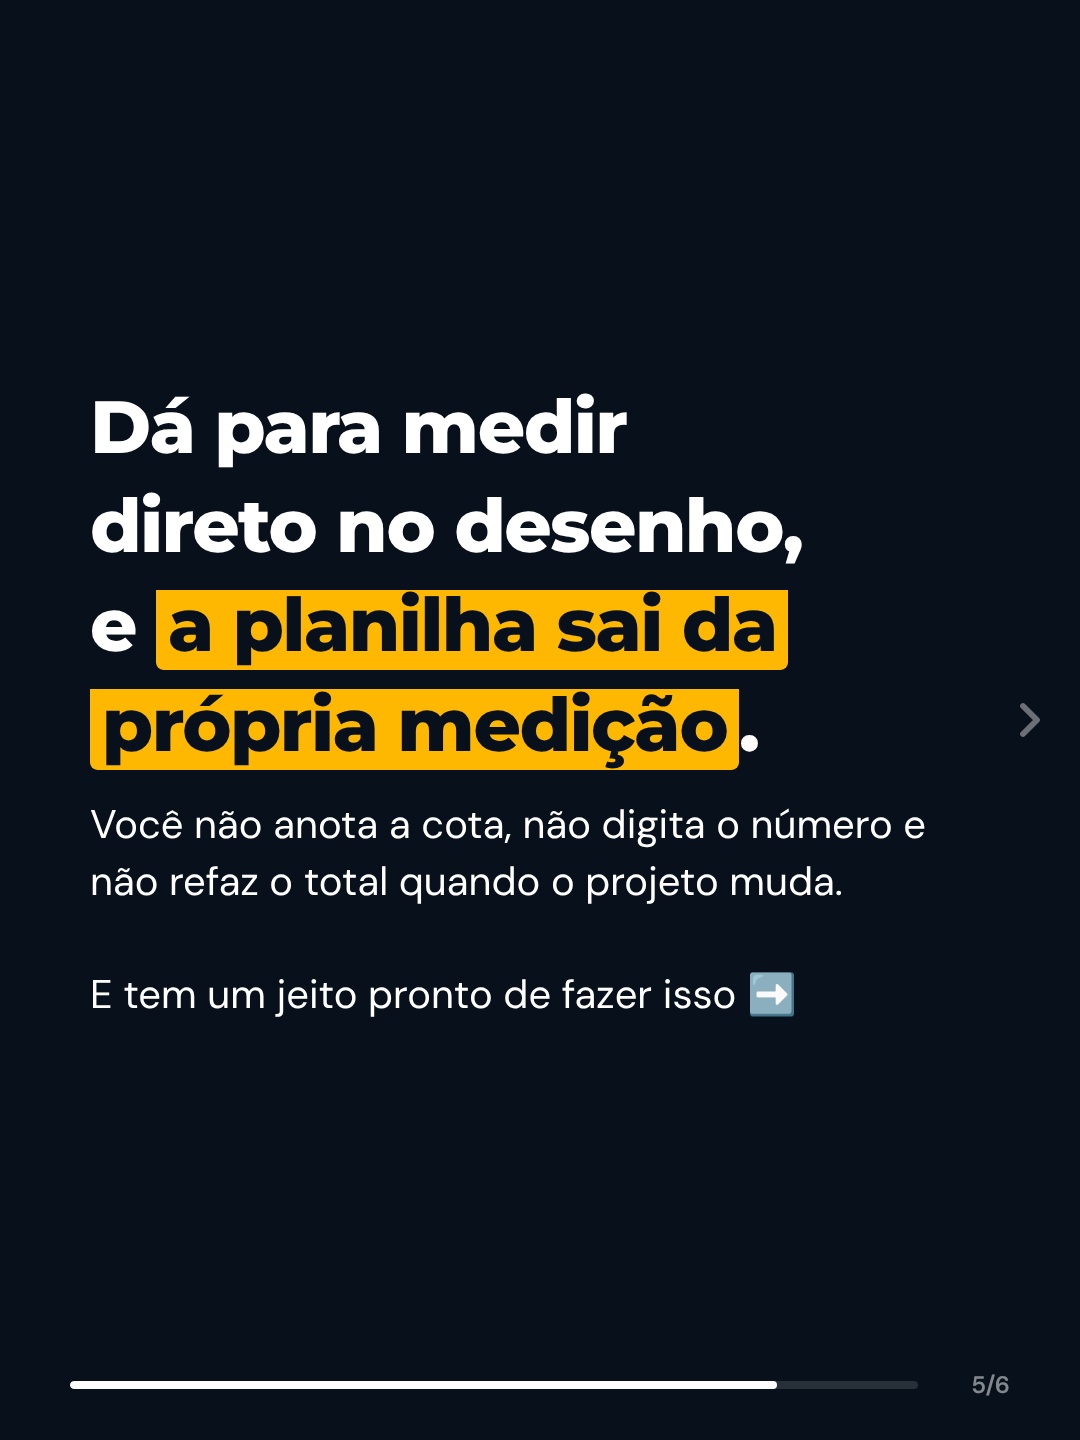 Dá para medir
direto no desenho,
e a planilha sai da
própria medição.
Você não anota a cota, não digita o número e
não refaz o total quando o projeto muda.
E tem um jeito pronto de fazer isso ➡️
5/6